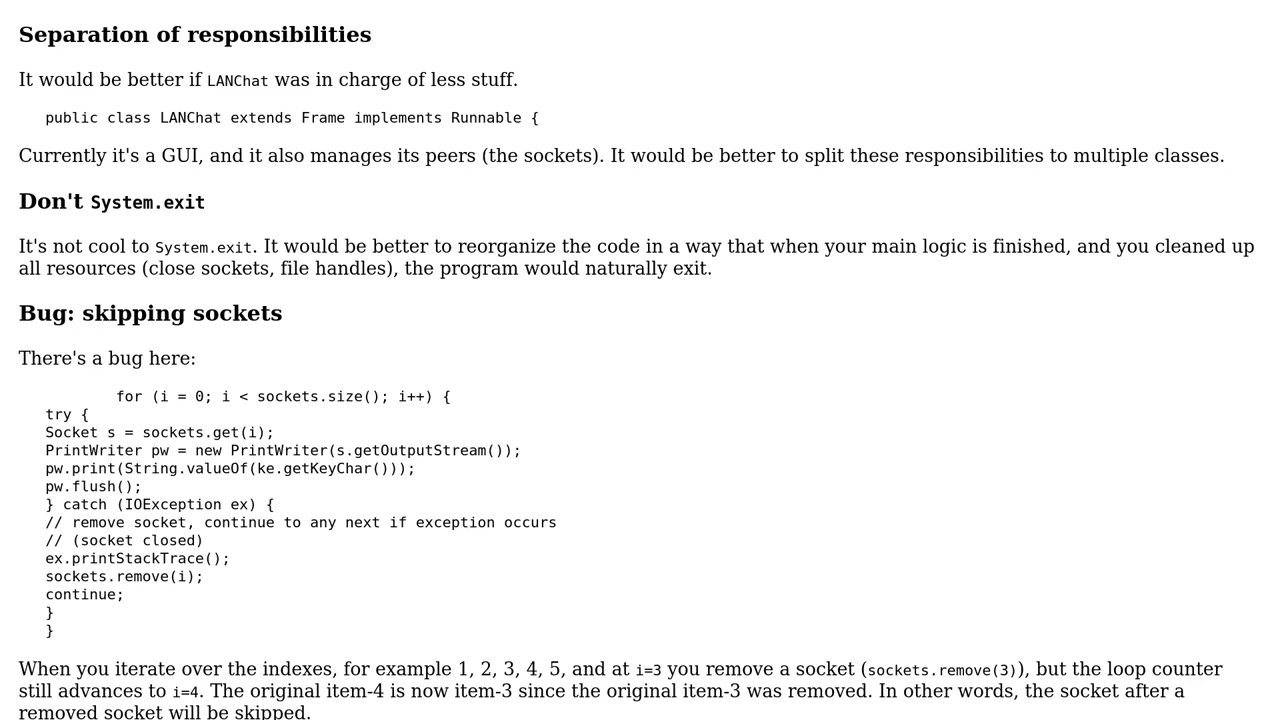 Separation of responsibilities
It would be better if LANChat was in charge of less stuff.
public class LANChat extends Frame implements Runnable {
Currently it's a GUI, and it also manages its peers (the sockets). It would be better to split these responsibilities to multiple classes.
Don't System.exit
It's not cool to System.exit. It would be better to reorganize the code in a way that when your main logic is finished, and you cleaned up
all resources (close sockets, file handles), the program would naturally exit.
Bug: skipping sockets
There's a bug here:
for (i = 0; i < sockets.size(); i++) {
try {
Socket s = sockets.get(i);
PrintWriter pw = new PrintWriter(s.getOutputStream());
pw.print(String.valueOf(ke.getKeyChar()));
pw.flush();
} catch (IOException ex) {
// remove socket, continue to any next if exception occurs
// (socket closed)
ex.printStackTrace();
sockets.remove(i);
continue;
}
}
When you iterate over the indexes, for example 1, 2, 3, 4, 5, and at i=3 you remove a socket (sockets.remove(3)), but the loop counter
still advances to i=4. The original item-4 is now item-3 since the original item-3 was removed. In other words, the socket after a
removed socket will be skipped.